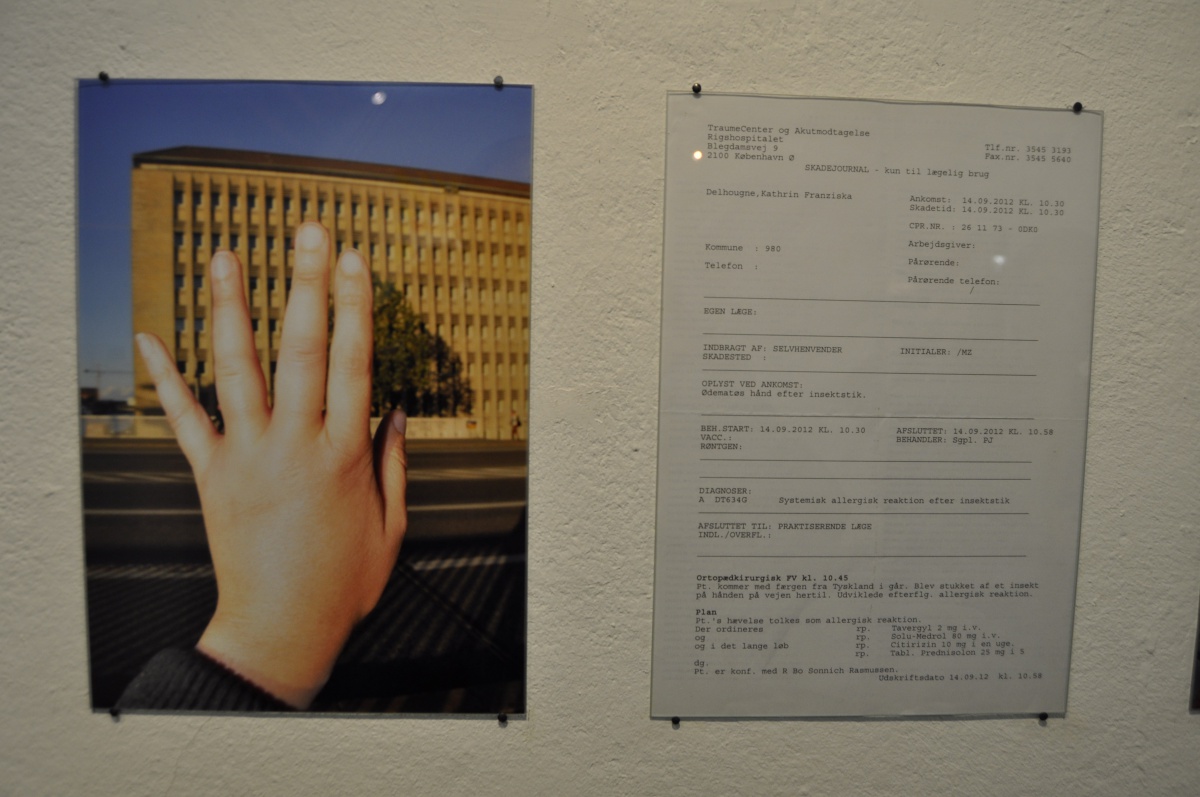 TraumeCenter og Akutmodtagelse
Rigshospitalet
Blegdamsvej 9
2100 København Ø
Tlf.nr. 3545 3193
Fax.nr. 3545 5640
SKADEJOURNAL - kun til lægelig brug
Delhougne,Kathrin Franziska
Ankomst: 14.09.2012 KL. 10.30
Skadetid: 14.09.2012 KL. 10.30
CPR.NR. : 26 11 73 - 0DK0
Kommune : 980
Arbejdsgiver:
Telefon :
Pårørende:
Pårørende telefon:
/
EGEN LÆGE:
INDBRAGT AF: SELVHENVENDER INITIALER: /MZ
SKADESTED :
OPLYST VED ANKOMST:
Ødematøs hånd efter insektstik.
BEH.START: 14.09.2012 KL. 10.30 AFSLUTTET: 14.09.2012 KL. 10.58
VACC.: BEHANDLER: Sgpl. PJ
RØNTGEN:
DIAGNOSER:
A DT634G Systemisk allergisk reaktion efter insektstik
AFSLUTTET TIL: PRAKTISERENDE LÆGE
INDL./OVERFL.:
Ortopædkirurgisk FV kl. 10.45
Pt. kommer med færgen fra Tyskland i går. Blev stukket af et insekt
på hånden på vejen hertil. Udviklede efterflg. allergisk reaktion.
Plan
Pt.'s hævelse tolkes som allergisk reaktion.
Der ordineres rp. Tavergyl 2 mg i.v.
og rp. Solu-Medrol 80 mg i.v.
og i det lange løb rp. Citirizin 10 mg i en uge.
rp. Tabl. Prednisolon 25 mg i 5
dg.
Pt. er konf. med R Bo Sonnich Rasmussen.
Udskriftsdato 14.09.12 kl. 10.58